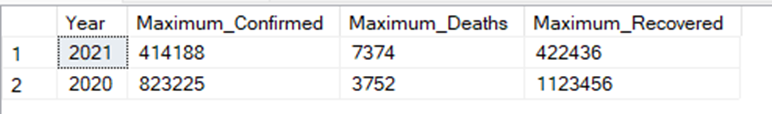 Year Maximum_Confirmed Maximum_Deaths Maximum_Recovered
1 2021 414188 7374 422436
2 2020 823225 3752 1123456